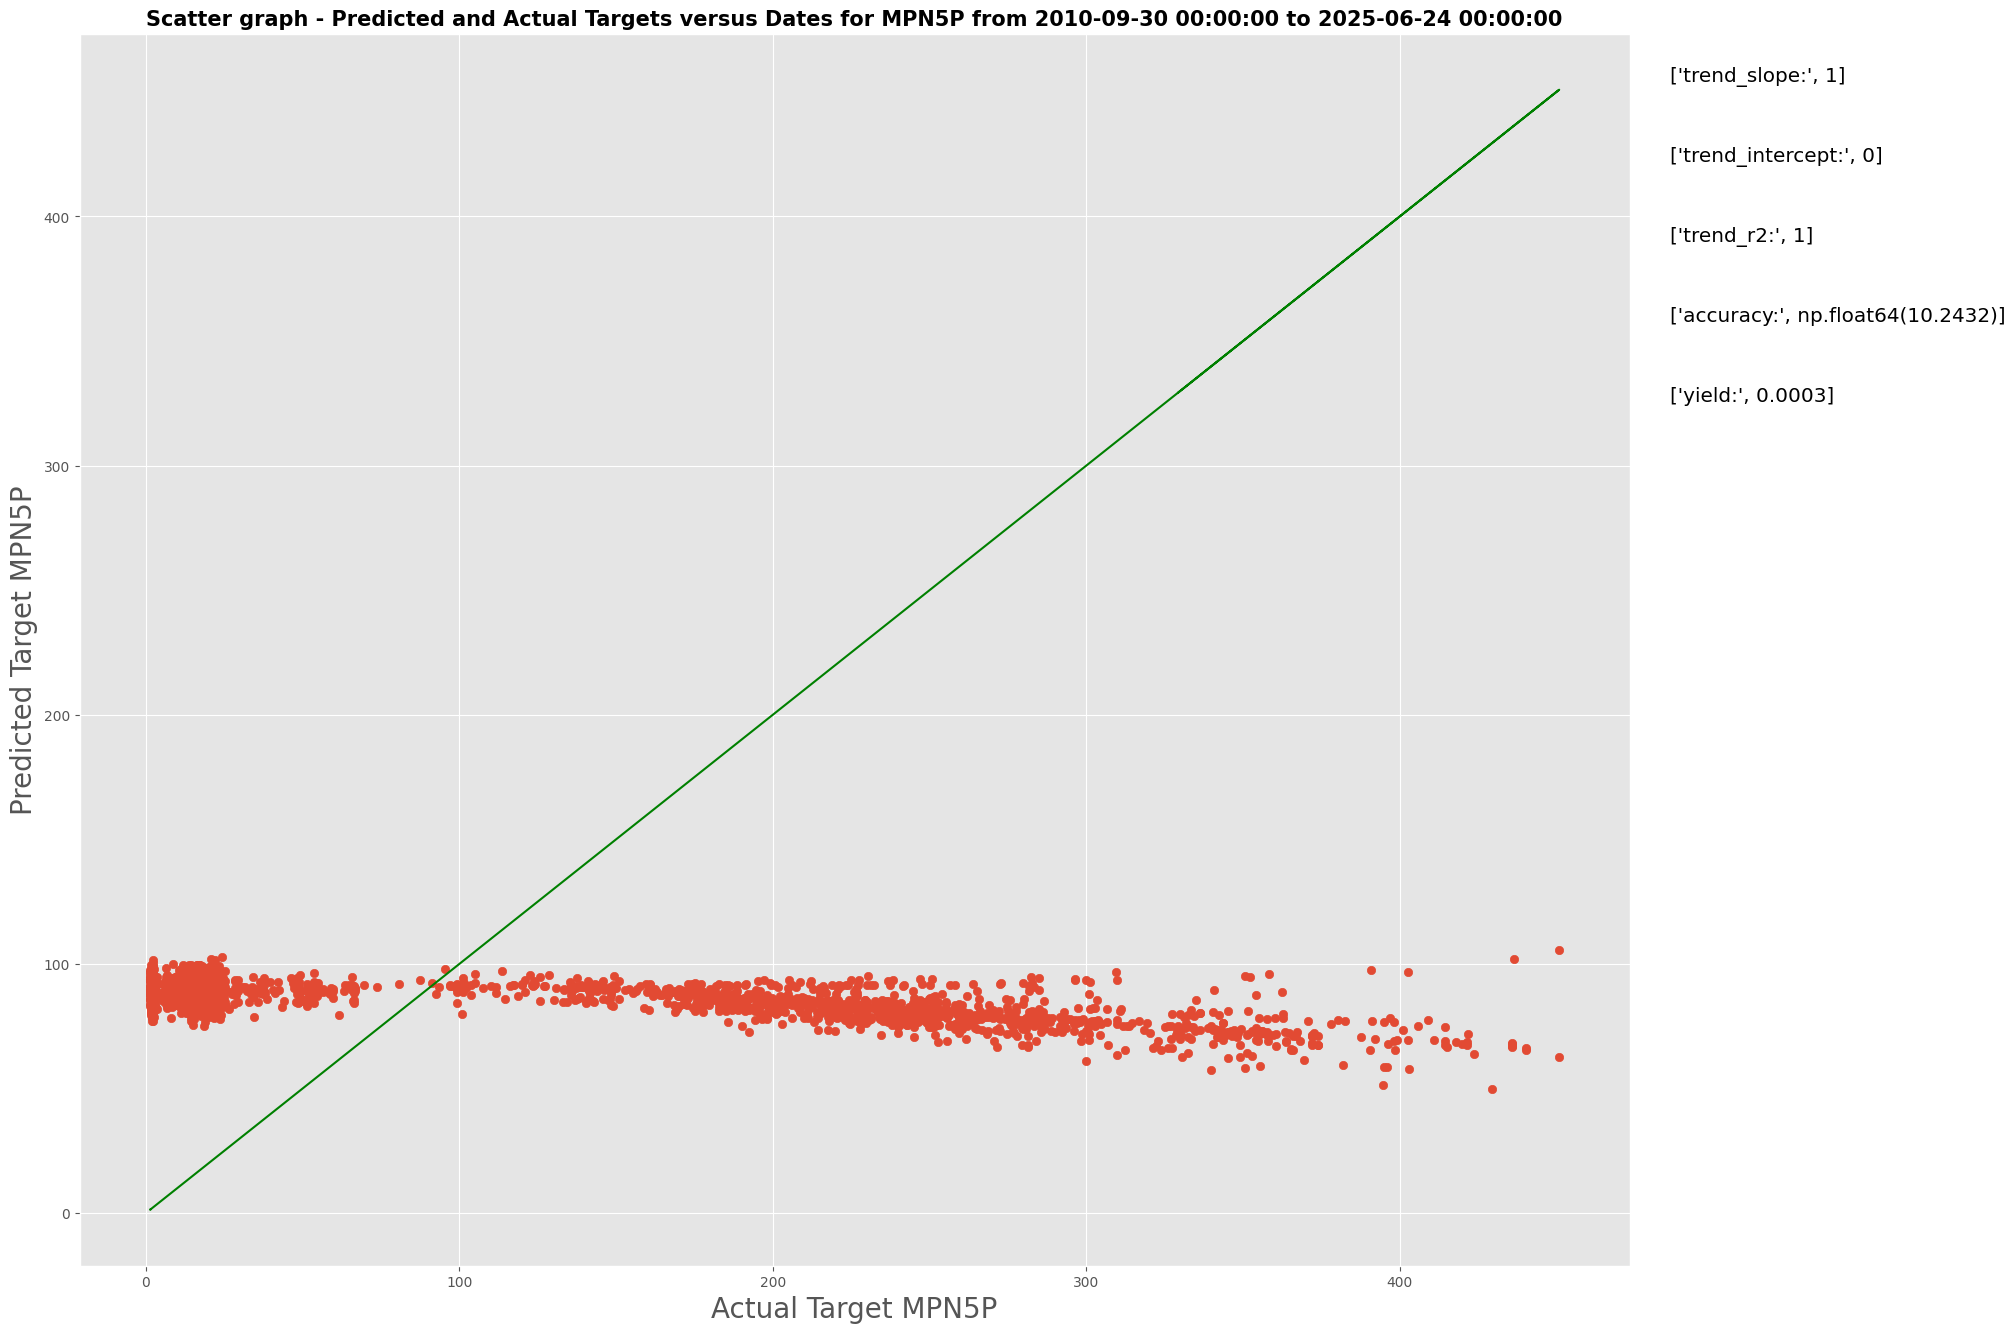 Scatter graph - Predicted and Actual Targets versus Dates for MPN5P from 2010-09-30 00:00:00 to 2025-06-24 00:00:00
['trend_slope:', 1]
['trend_intercept:', 0]
['trend_r2:', 1]
['accuracy:', np.float64(10.2432)]
['yield:', 0.0003]
Predicted Target MPN5P
400
300
200
100
0
0 100 200 300 400
Actual Target MPN5P